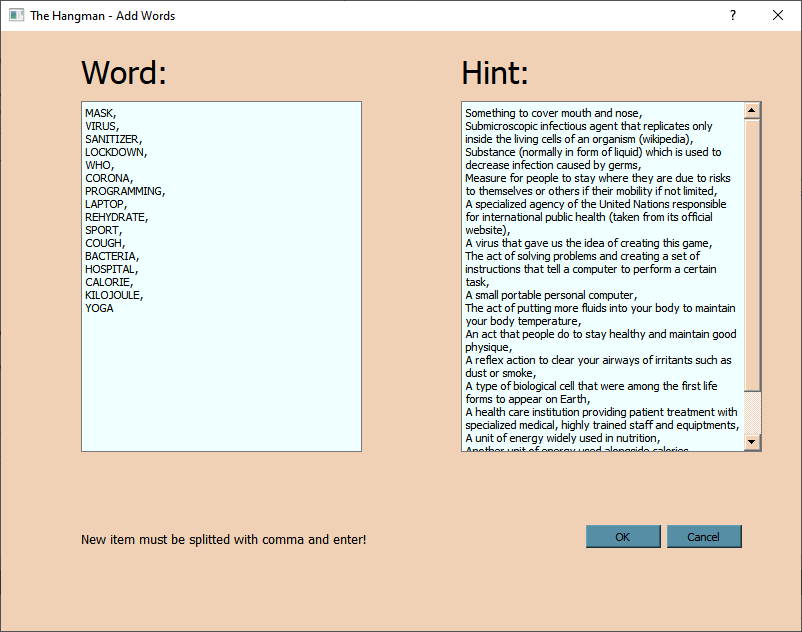 The Hangman - Add Words
Word:
MASK,
VIRUS,
SANITIZER,
LOCKDOWN,
WHO,
CORONA,
PROGRAMMING,
LAPTOP,
REHYDRATE,
SPORT,
COUGH,
BACTERIA,
HOSPITAL,
CALORIE,
KILOJOULE,
YOGA
Hint:
Something to cover mouth and nose,
Submicroscopic infectious agent that replicates only
inside the living cells of an organism (wikipedia),
Substance (normally in form of liquid) which is used to
decrease infection caused by germs,
Measure for people to stay where they are due to risks
to themselves or others if their mobility if not limited,
A specialized agency of the United Nations responsible
for international public health (taken from its official
website),
A virus that gave us the idea of creating this game,
The act of solving problems and creating a set of
instructions that tell a computer to perform a certain
task,
A small portable personal computer,
The act of putting more fluids into your body to maintain
your body temperature,
An act that people do to stay healthy and maintain good
physique,
A reflex action to clear your airways of irritants such as
dust or smoke,
A type of biological cell that were among the first life
forms to appear on Earth,
A health care institution providing patient treatment with
specialized medical, highly trained staff and equiptments,
A unit of energy widely used in nutrition,
Another unit of energy used alongside calories
New item must be splitted with comma and enter!
OK
Cancel